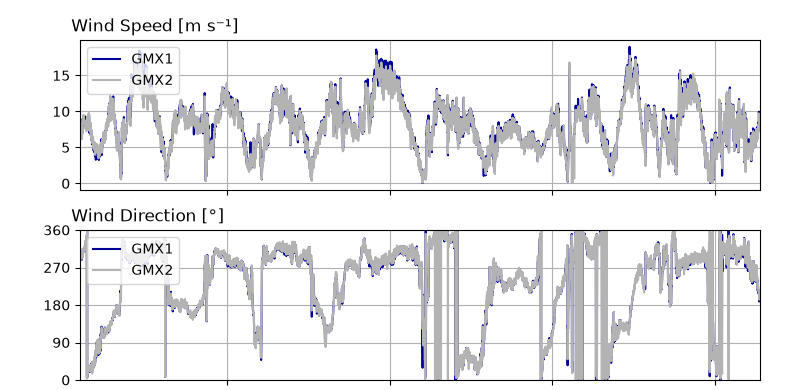 Wind Speed [m s⁻¹]
GMX1
GMX2
15
10
5
0
Wind Direction [°]
360
GMX1
GMX2
270
180
90
0